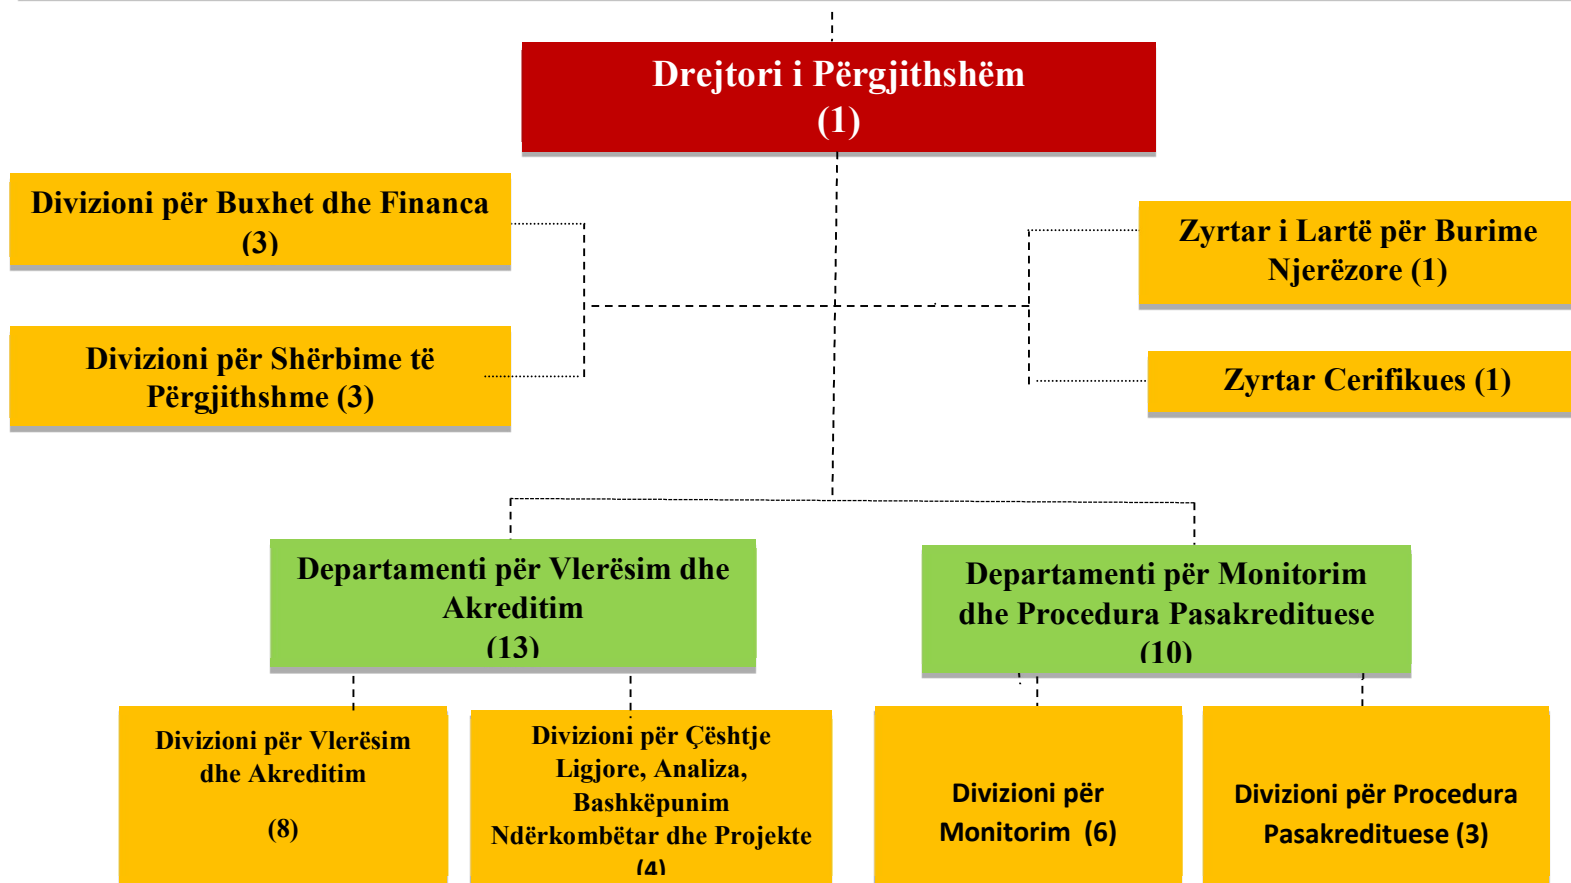 Drejtori i Përgjithshëm
(1)
Divizioni për Buxhet dhe Financa
(3)
Zyrtar i Lartë për Burime
Njerëzore (1)
Divizioni për Shërbime të
Përgjithshme (3)
Zyrtar Cerifikues (1)
Departamenti për Vlerësim dhe
Akreditim
(13)
Departamenti për Monitorim
dhe Procedura Pasakredituese
(10)
Divizioni për Vlerësim
dhe Akreditim
(8)
Divizioni për Çështje
Ligjore, Analiza,
Bashkëpunim
Ndërkombëtar dhe Projekte
(4)
Divizioni për
Monitorim (6)
Divizioni për Procedura
Pasakredituese (3)